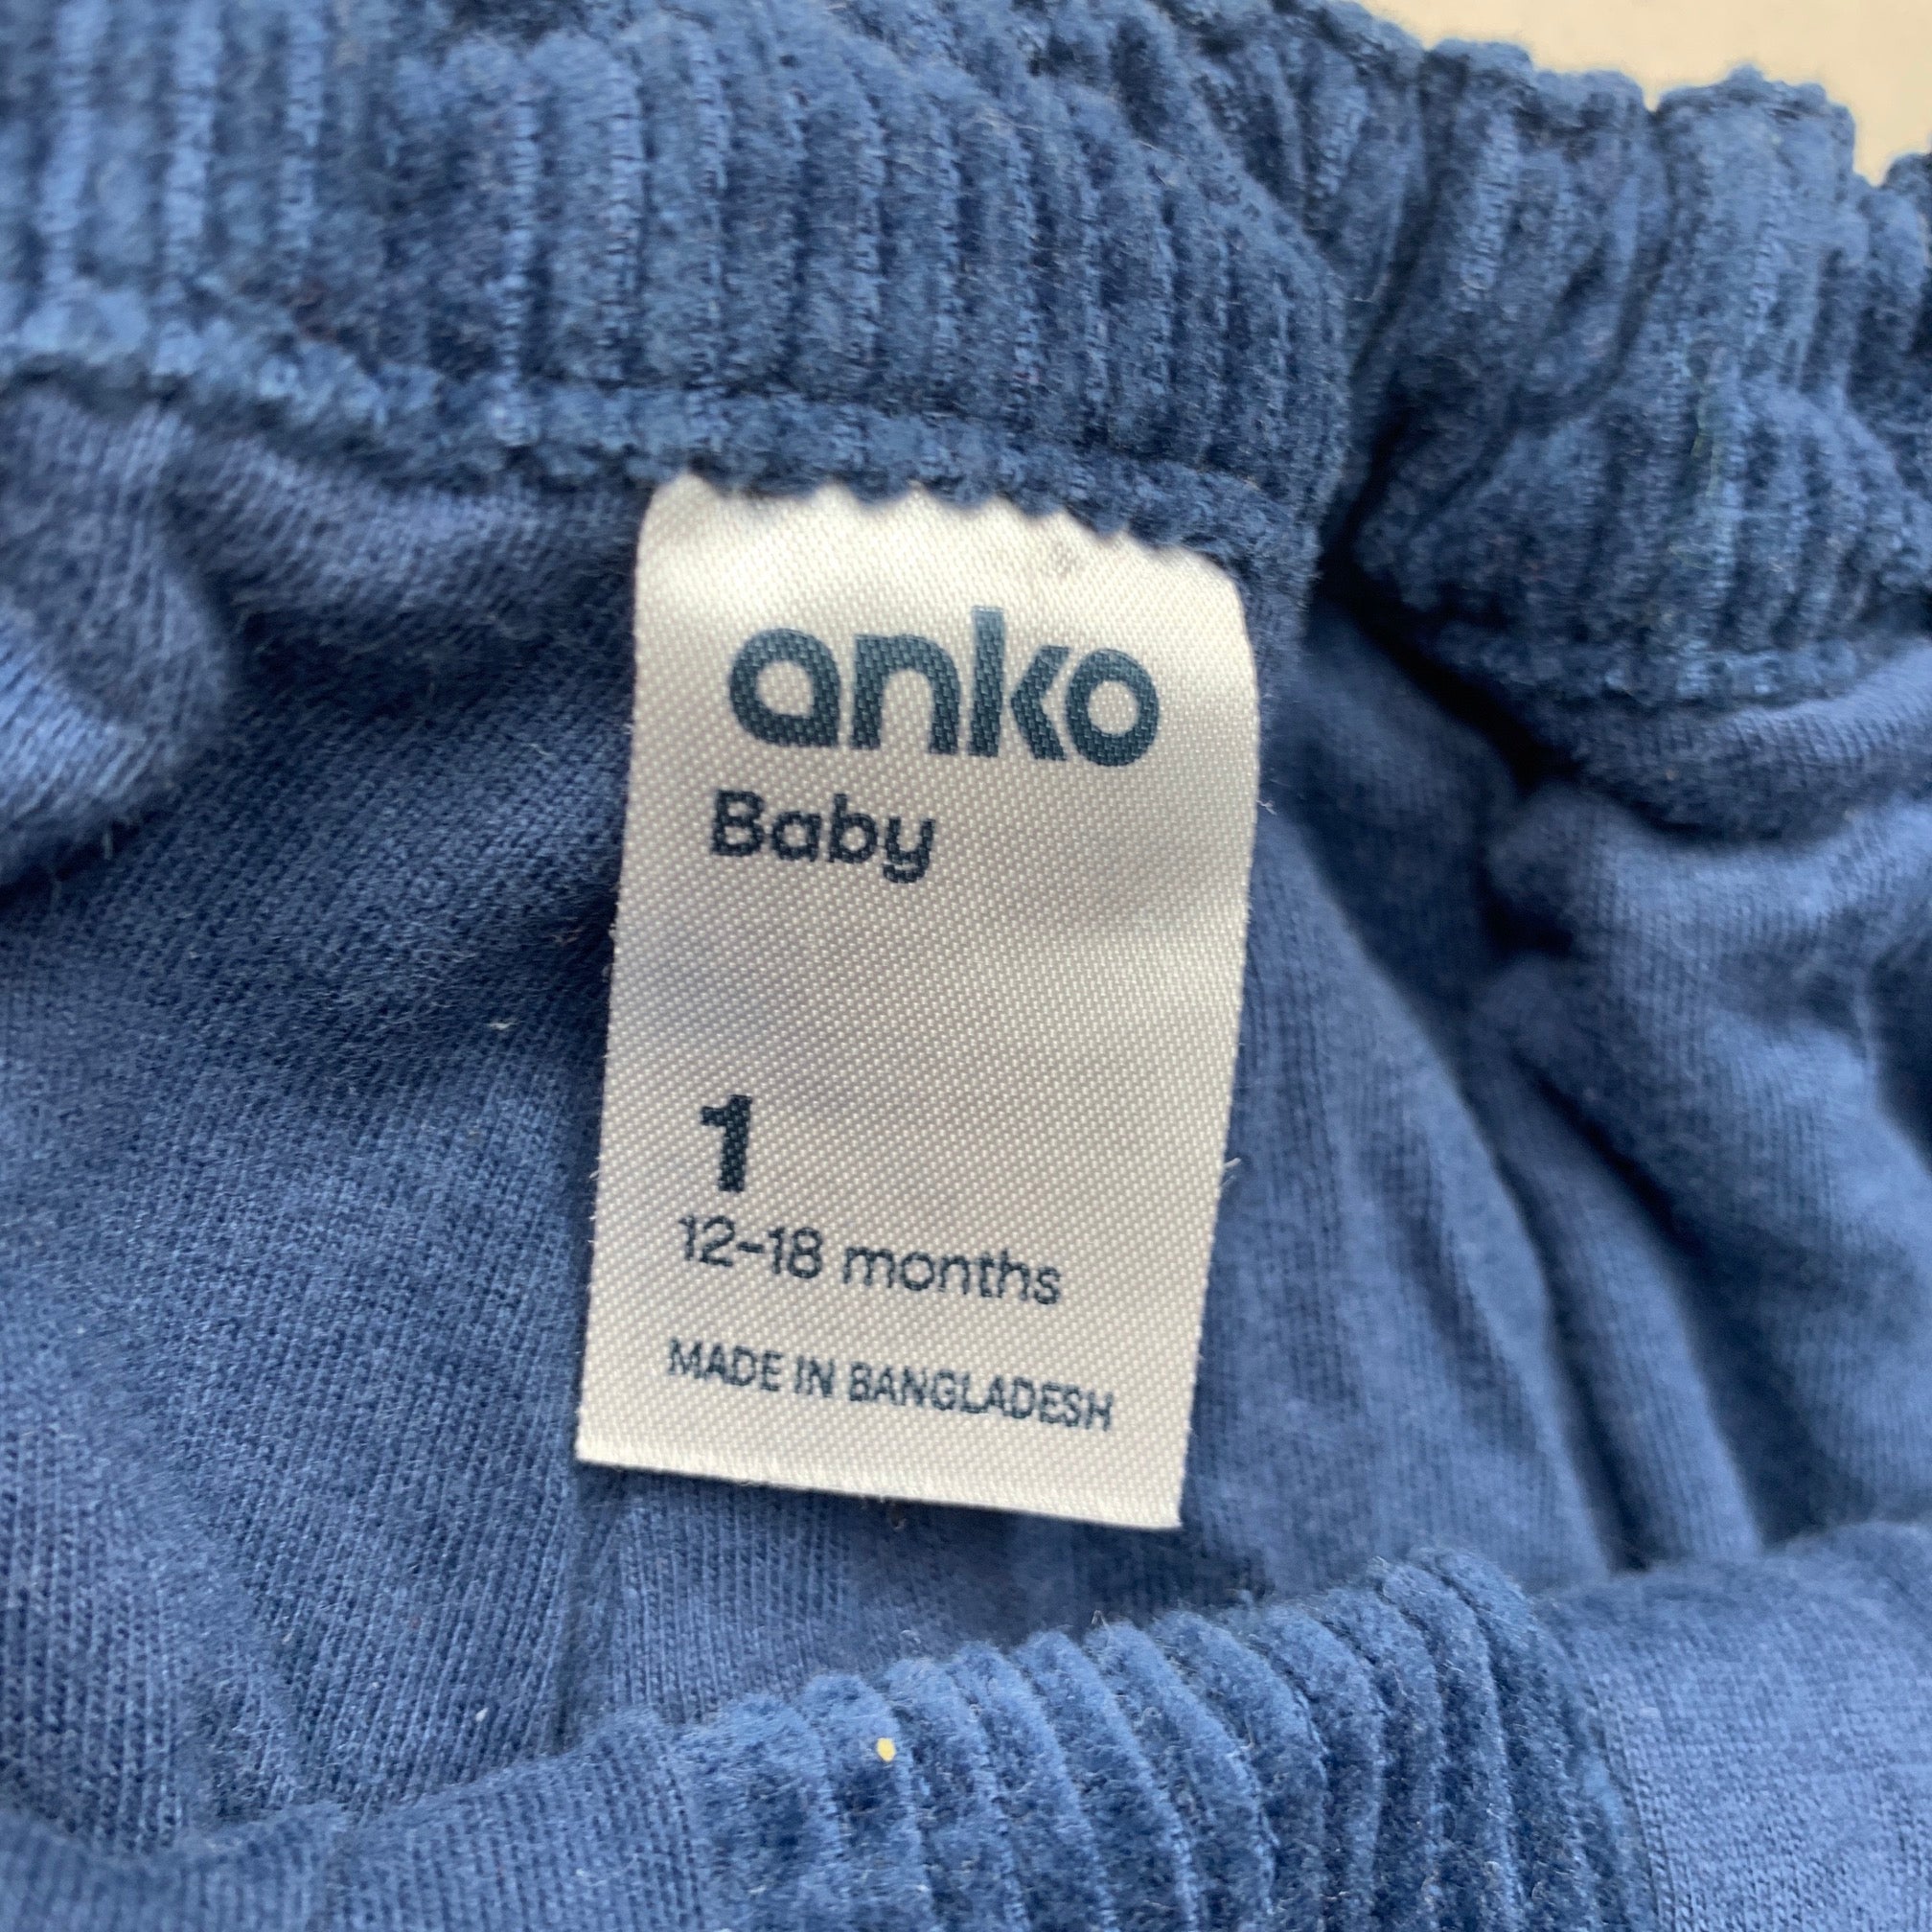 anko
Baby
1
12-18 months
MADE IN BANGLADESH